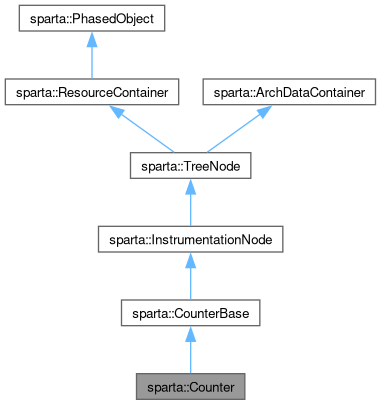 sparta::PhasedObject
sparta::ResourceContainer
sparta::ArchDataContainer
sparta::TreeNode
sparta::InstrumentationNode
sparta::CounterBase
sparta::Counter